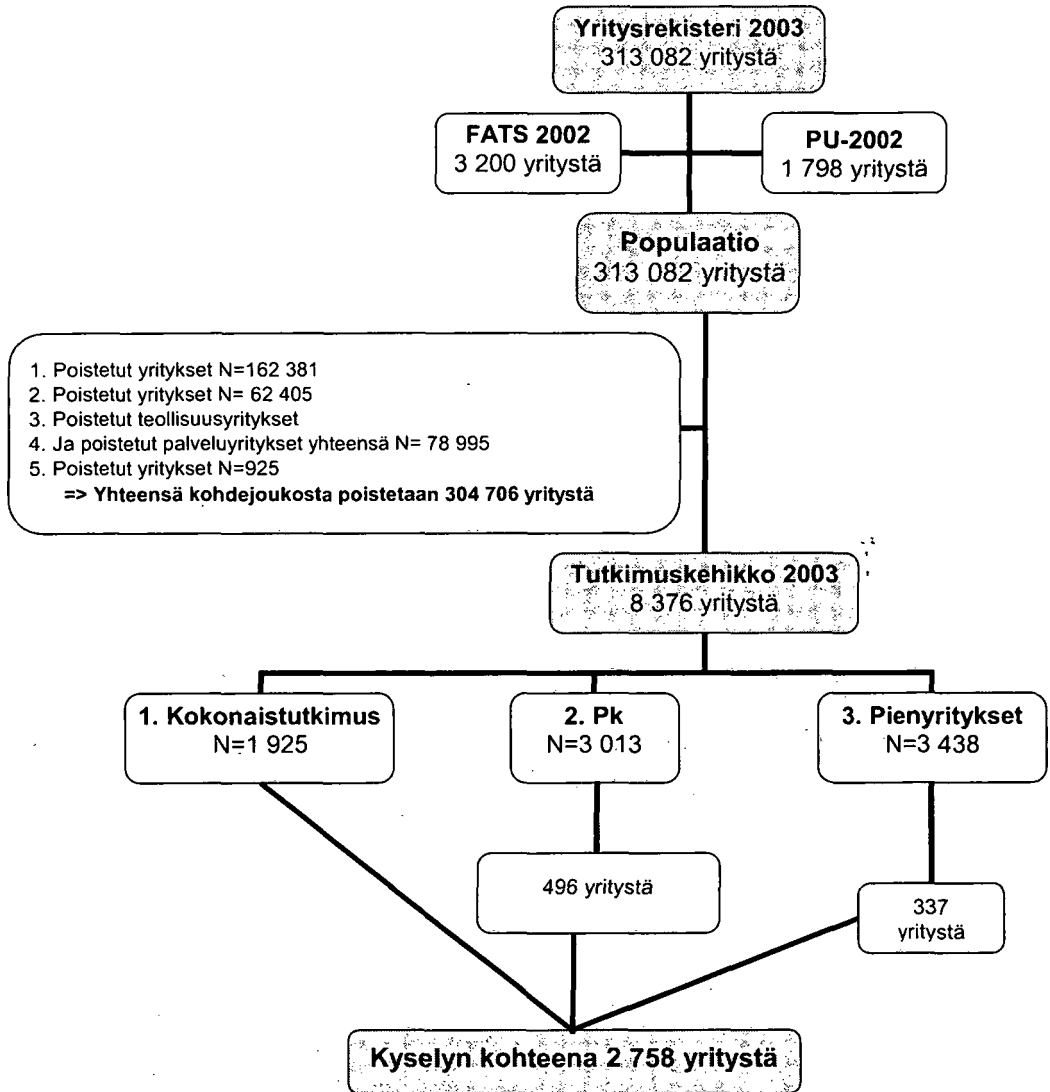 Yritysrekisteri 2003
313 082 yritystä
FATS 2002
3 200 yritystä
PU-2002
1 798 yritystä
Populaatio
313 082 yritystä
1. Poistetut yritykset N=162 381
2. Poistetut yritykset N= 62 405
3. Poistetut teollisuusyritykset
4. Ja poistetut palveluyritykset yhteensä N= 78 995
5. Poistetut yritykset N=925
=> Yhteensä kohdejoukosta poistetaan 304 706 yritystä
Tutkimuskehikko 2003
8 376 yritystä
1. Kokonaistutkimus
N=1 925
2. Pk
N=3 013
3. Pienyritykset
N=3 438
496 yritystä
337
yritystä
Kyselyn kohteena 2 758 yritystä